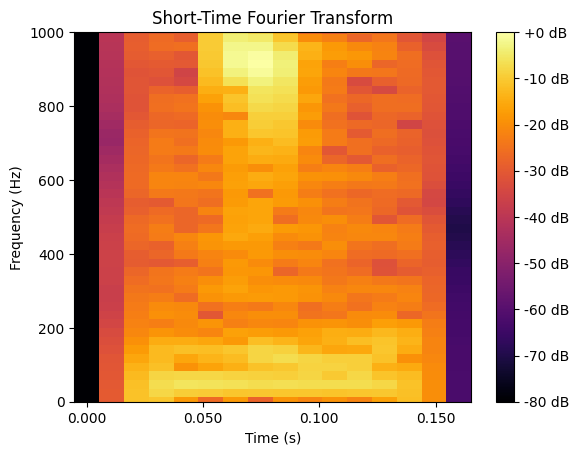 Short-Time Fourier Transform
1000
800
600
400
200
0
Frequency (Hz)
0.000
0.050
0.100
0.150
Time (s)
+0 dB
-10 dB
-20 dB
-30 dB
-40 dB
-50 dB
-60 dB
-70 dB
-80 dB